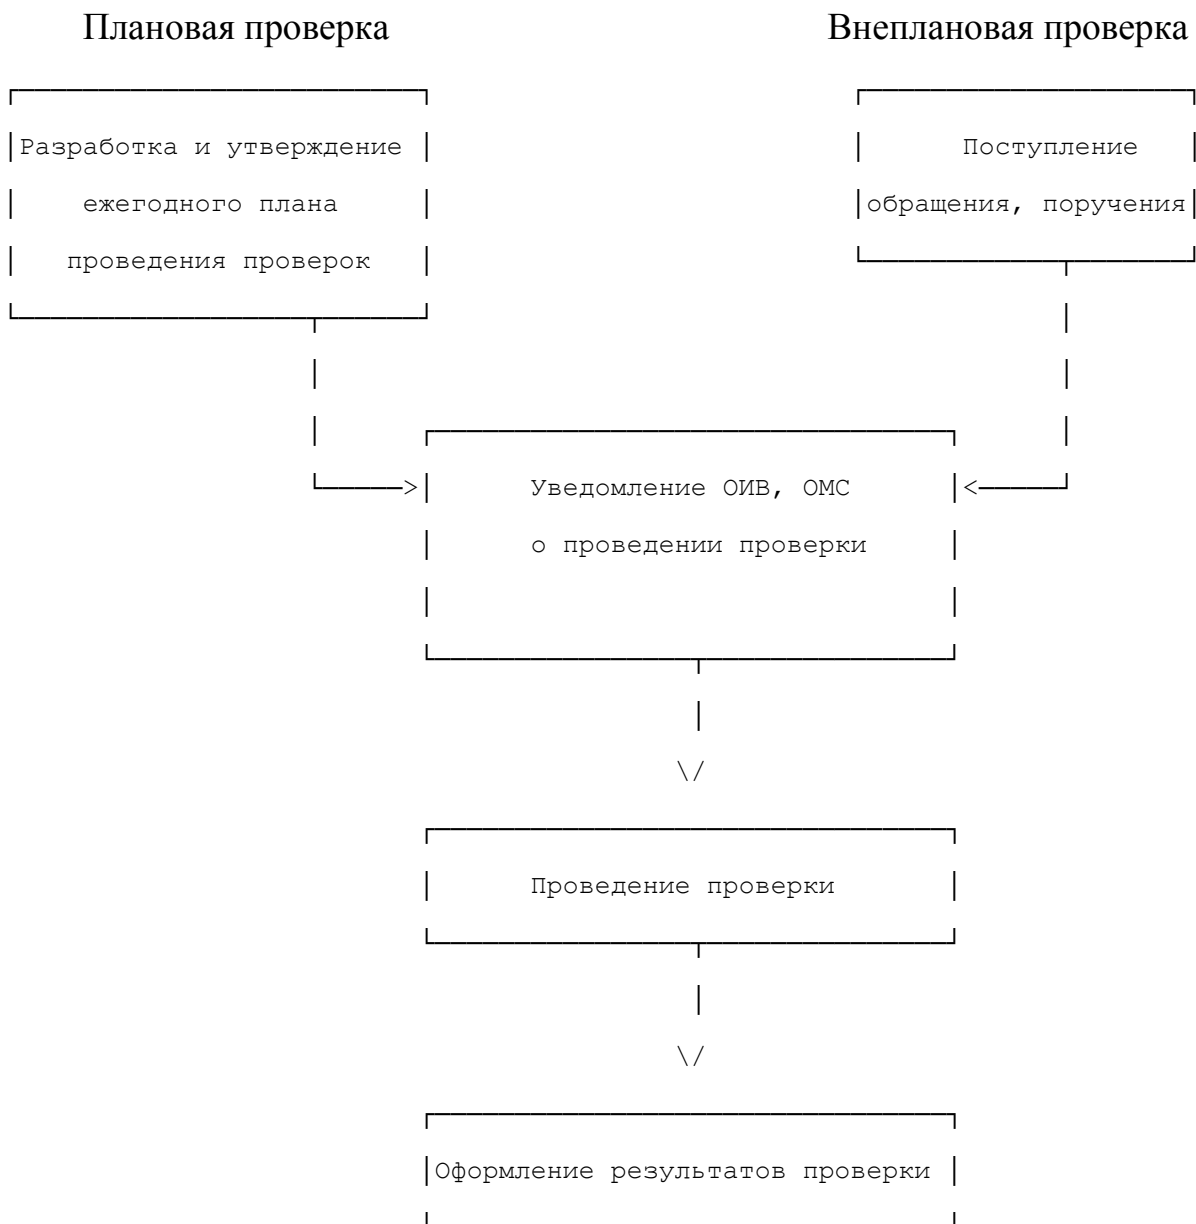 Плановая проверка
Внеплановая проверка
Разработка и утверждение
ежегодного плана
проведения проверок
Поступление
обращения, поручения
Уведомление ОИВ, ОМС
о проведении проверки
Проведение проверки
Оформление результатов проверки